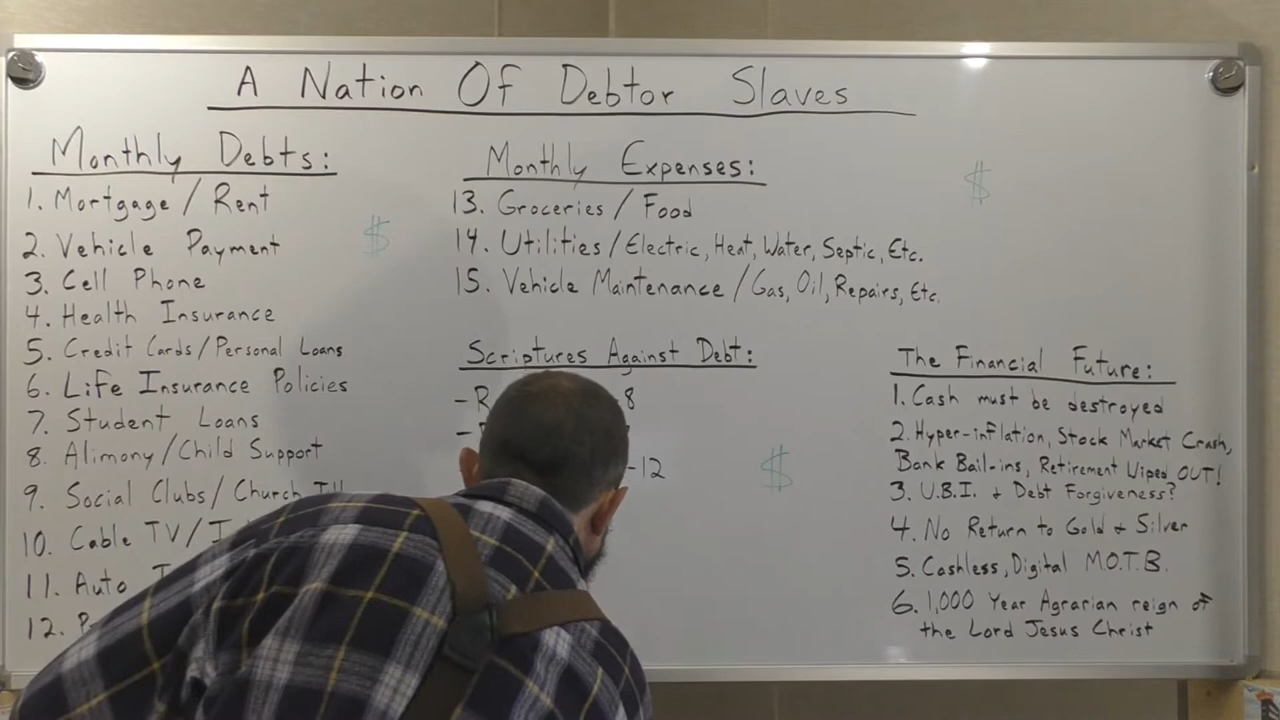 A Nation Of Debtor Slaves
Monthly Debts:
1. Mortgage / Rent
2. Vehicle Payment
3. Cell Phone
4. Health Insurance
5. Credit Cards/Personal Loans
6. Life Insurance Policies
7. Student Loans
8. Alimony/Child Support
9. Social Clubs/Church
10. Cable TV/
11. Auto
12.
$
Monthly Expenses:
13. Groceries / Food
14. Utilities/Electric, Heat, Water, Septic, Etc.
15. Vehicle Maintenance/Gas, Oil, Repairs, Etc.
$
Scriptures Against Debt:
-R 8
-
-12
$
The Financial Future:
1. Cash must be destroyed
2. Hyper-inflation, Stock Market Crash,
Bank Bail-ins, Retirement Wiped OUT!
3. U.B.I. + Debt Forgiveness?
4. No Return to Gold + Silver
5. Cashless, Digital M.O.T.B.
6. 1,000 Year Agrarian reign of
the Lord Jesus Christ